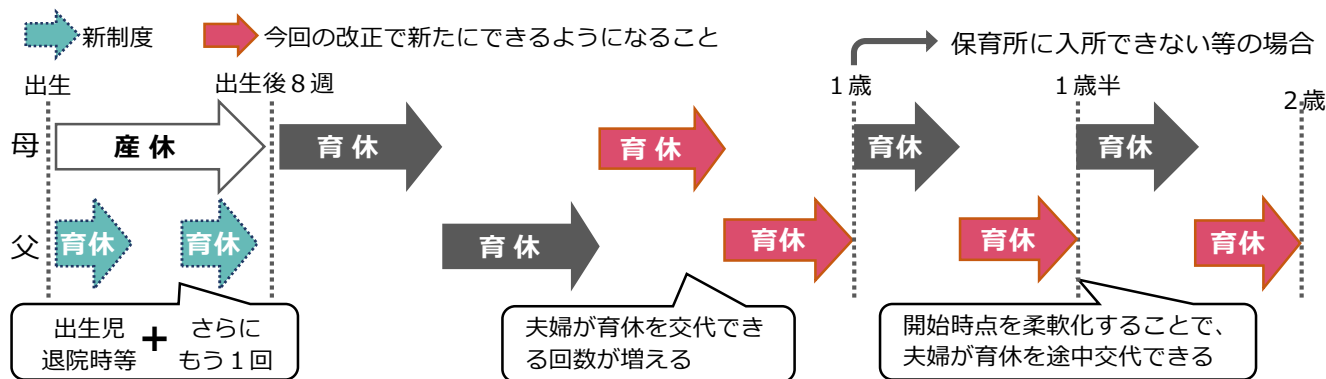 新制度
今回の改正で新たにできるようになること
保育所に入所できない等の場合
出生
出生後８週
１歳
１歳半
２歳
母
産 休
育 休
育 休
育休
育休
父
育休
育休
育 休
育休
育休
育休
出生児
退院時等
+
さらに
もう１回
夫婦が育休を交代でき
る回数が増える
開始時点を柔軟化することで、
夫婦が育休を途中交代できる